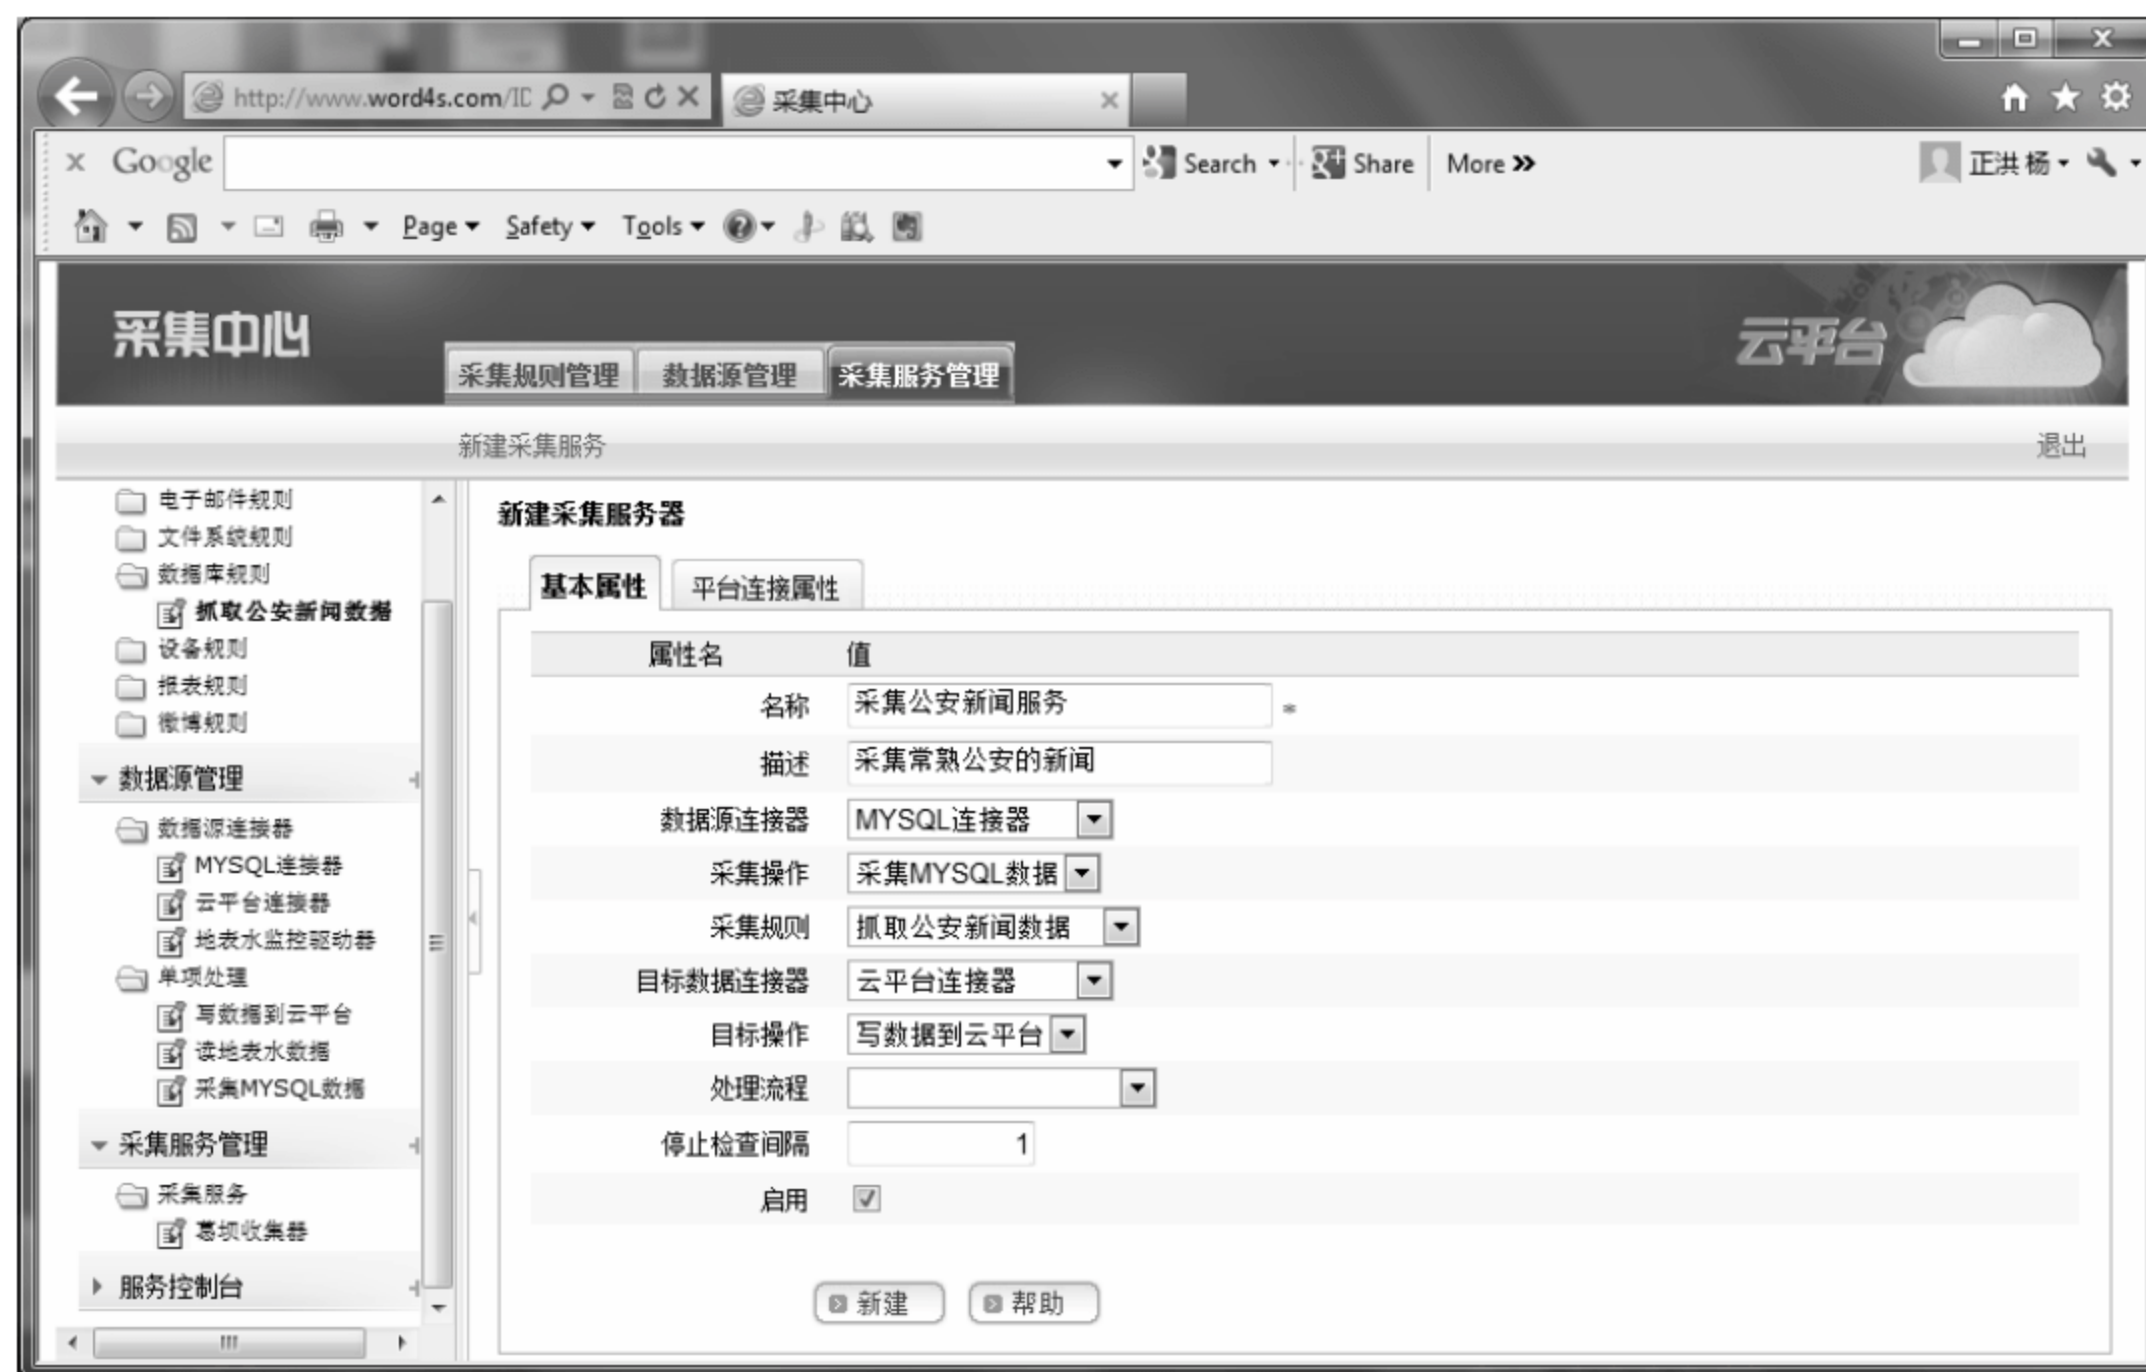 http://www.word4s.com/ID
采集中心
Google
Search
Share
More »
正洪 杨
Page
Safety
Tools
采集中心
采集规则管理
数据源管理
采集服务管理
云平台
新建采集服务
退出
电子邮件规则
文件系统规则
数据库规则
抓取公安新闻数据
设备规则
报表规则
微博规则
数据源管理
数据源连接器
MYSQL连接器
云平台连接器
地表水监控驱动器
单项处理
写数据到云平台
读地表水数据
采集MYSQL数据
采集服务管理
采集服务
葛坝收集器
服务控制台
新建采集服务器
基本属性
平台连接属性
属性名 值
名称 采集公安新闻服务 *
描述 采集常熟公安的新闻
数据源连接器 MYSQL连接器
采集操作 采集MYSQL数据
采集规则 抓取公安新闻数据
目标数据连接器 云平台连接器
目标操作 写数据到云平台
处理流程
停止检查间隔 1
启用
新建
帮助